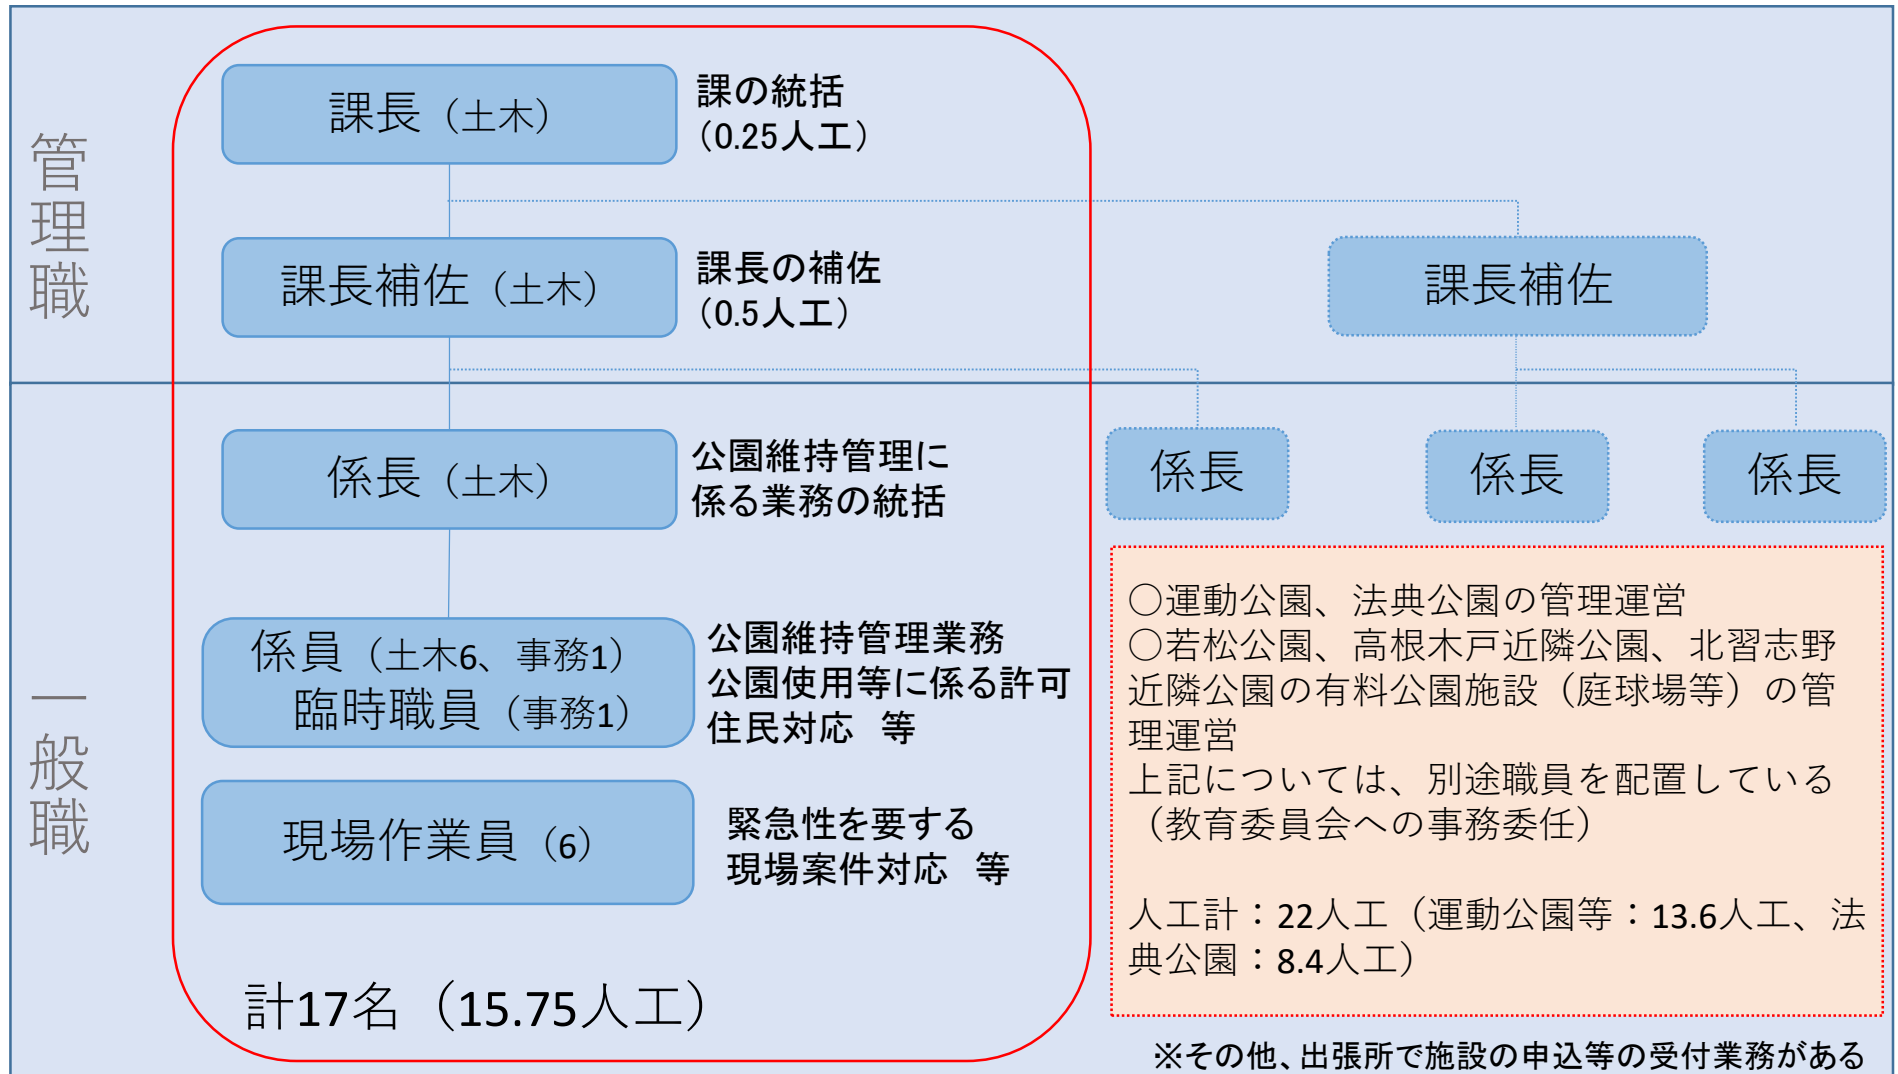 管理職
課長（土木）
課の統括
（0.25人工）
課長補佐（土木）
課長の補佐
（0.5人工）
課長補佐
一般職
係長（土木）
公園維持管理に
係る業務の統括
係長
係長
係長
係員（土木6、事務1）
臨時職員（事務1）
公園維持管理業務
公園使用等に係る許可
住民対応　等
現場作業員（6）
緊急性を要する
現場案件対応　等
計17名（15.75人工）
○運動公園、法典公園の管理運営
○若松公園、高根木戸近隣公園、北習志野
近隣公園の有料公園施設（庭球場等）の管
理運営
上記については、別途職員を配置している
（教育委員会への事務委任）
人工計：22人工（運動公園等：13.6人工、法
典公園：8.4人工）
※その他、出張所で施設の申込等の受付業務がある